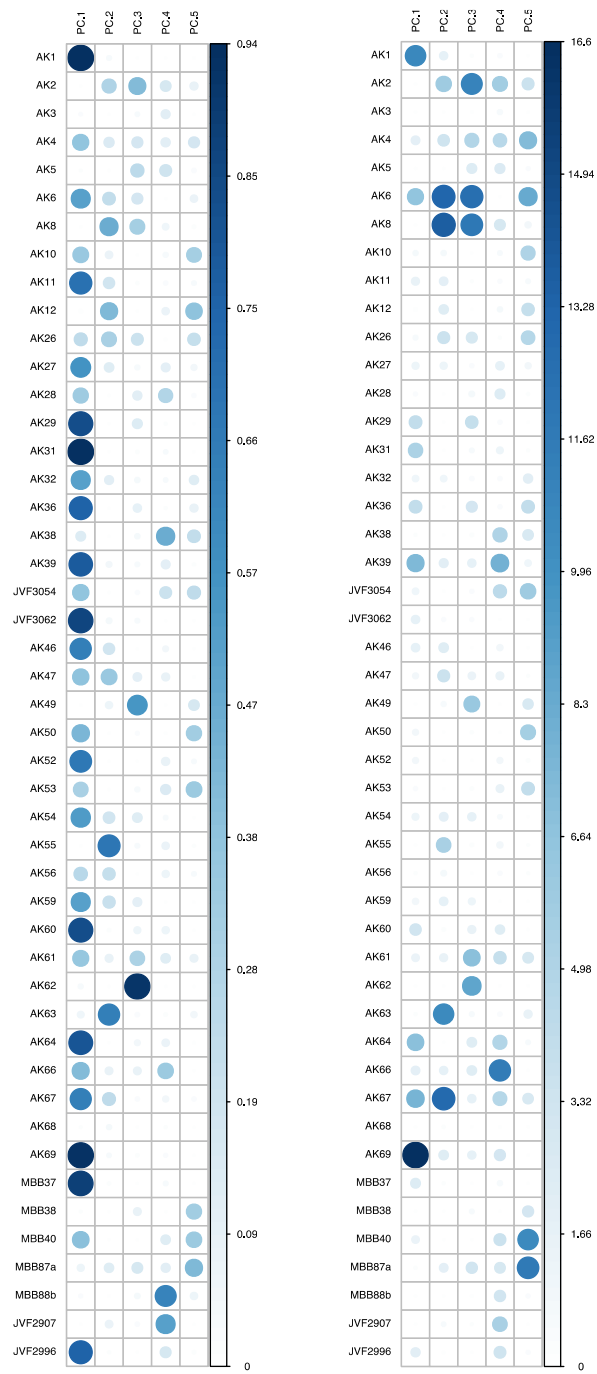 PC.1 PC.2 PC.3 PC.4 PC.5
AK1
AK2
AK3
AK4
AK5
AK6
AK8
AK10
AK11
AK12
AK26
AK27
AK28
AK29
AK31
AK32
AK36
AK38
AK39
JVF3054
JVF3062
AK46
AK47
AK49
AK50
AK52
AK53
AK54
AK55
AK56
AK59
AK60
AK61
AK62
AK63
AK64
AK66
AK67
AK68
AK69
MBB37
MBB38
MBB40
MBB87a
MBB88b
JVF2907
JVF2996
0.94
0.85
0.75
0.66
0.57
0.47
0.38
0.28
0.19
0.09
0
PC.1 PC.2 PC.3 PC.4 PC.5
AK1
AK2
AK3
AK4
AK5
AK6
AK8
AK10
AK11
AK12
AK26
AK27
AK28
AK29
AK31
AK32
AK36
AK38
AK39
JVF3054
JVF3062
AK46
AK47
AK49
AK50
AK52
AK53
AK54
AK55
AK56
AK59
AK60
AK61
AK62
AK63
AK64
AK66
AK67
AK68
AK69
MBB37
MBB38
MBB40
MBB87a
MBB88b
JVF2907
JVF2996
16.6
14.94
13.28
11.62
9.96
8.3
6.64
4.98
3.32
1.66
0